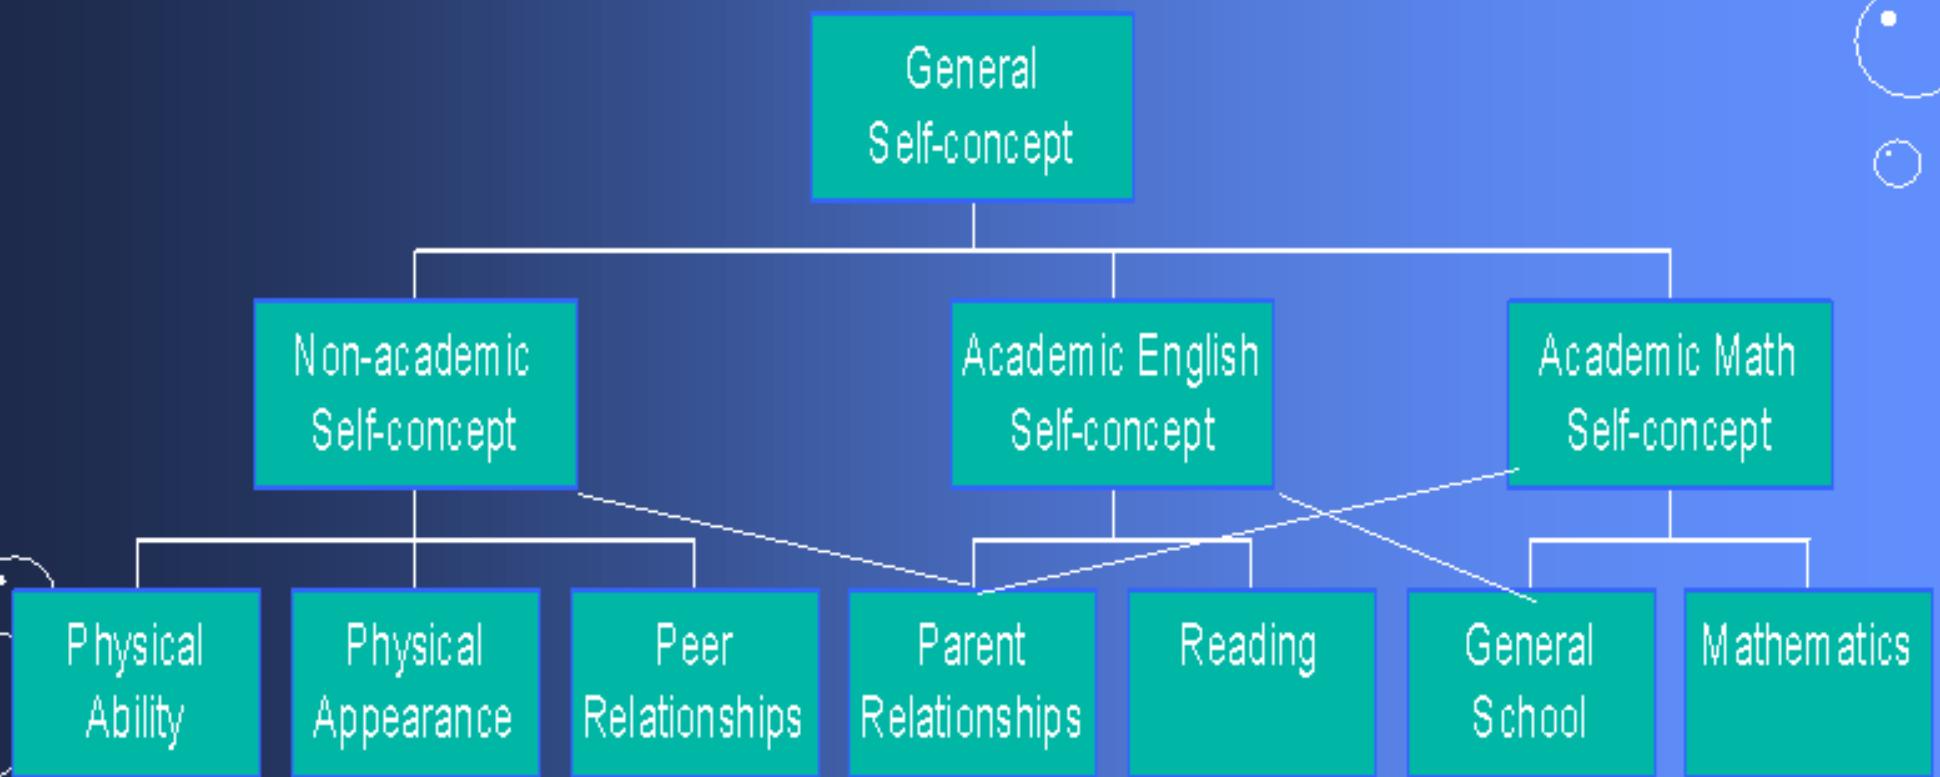 General
Self-concept
Non-academic
Self-concept
Academic English
Self-concept
Academic Math
Self-concept
Physical
Ability
Physical
Appearance
Peer
Relationships
Parent
Relationships
Reading
General
School
Mathematics